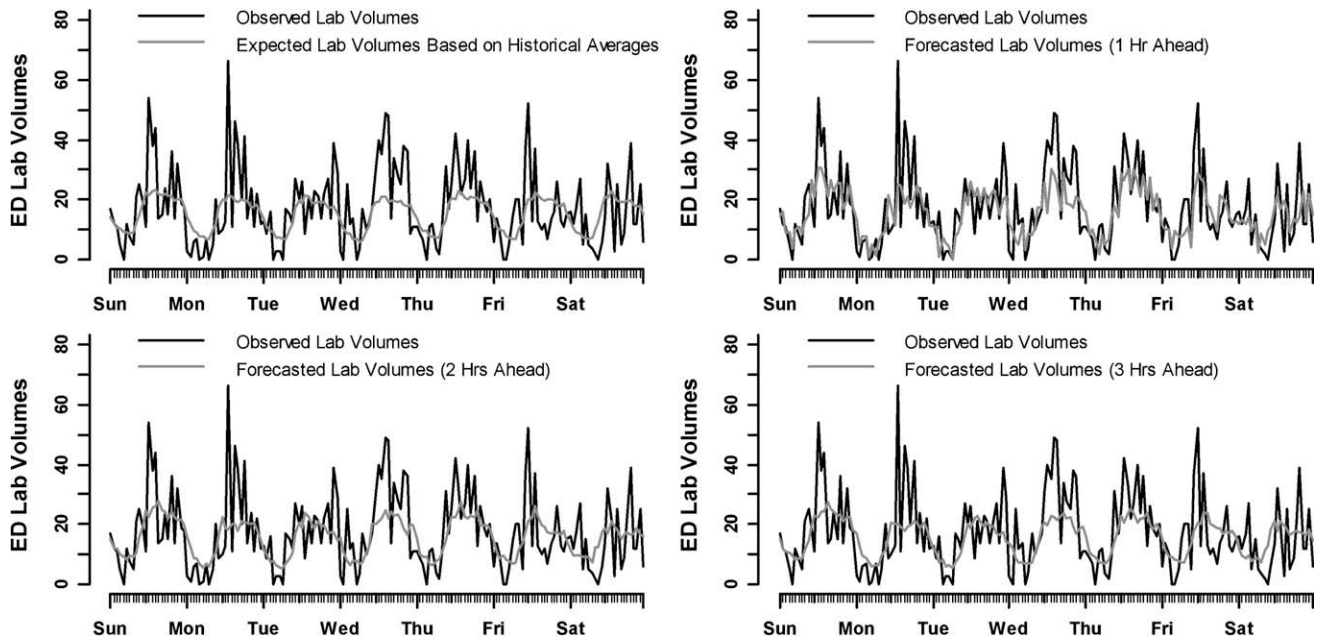 Observed Lab Volumes
Expected Lab Volumes Based on Historical Averages
ED Lab Volumes
80
60
40
20
0
Sun Mon Tue Wed Thu Fri Sat
Observed Lab Volumes
Forecasted Lab Volumes (1 Hr Ahead)
ED Lab Volumes
80
60
40
20
0
Sun Mon Tue Wed Thu Fri Sat
Observed Lab Volumes
Forecasted Lab Volumes (2 Hrs Ahead)
ED Lab Volumes
80
60
40
20
0
Sun Mon Tue Wed Thu Fri Sat
Observed Lab Volumes
Forecasted Lab Volumes (3 Hrs Ahead)
ED Lab Volumes
80
60
40
20
0
Sun Mon Tue Wed Thu Fri Sat